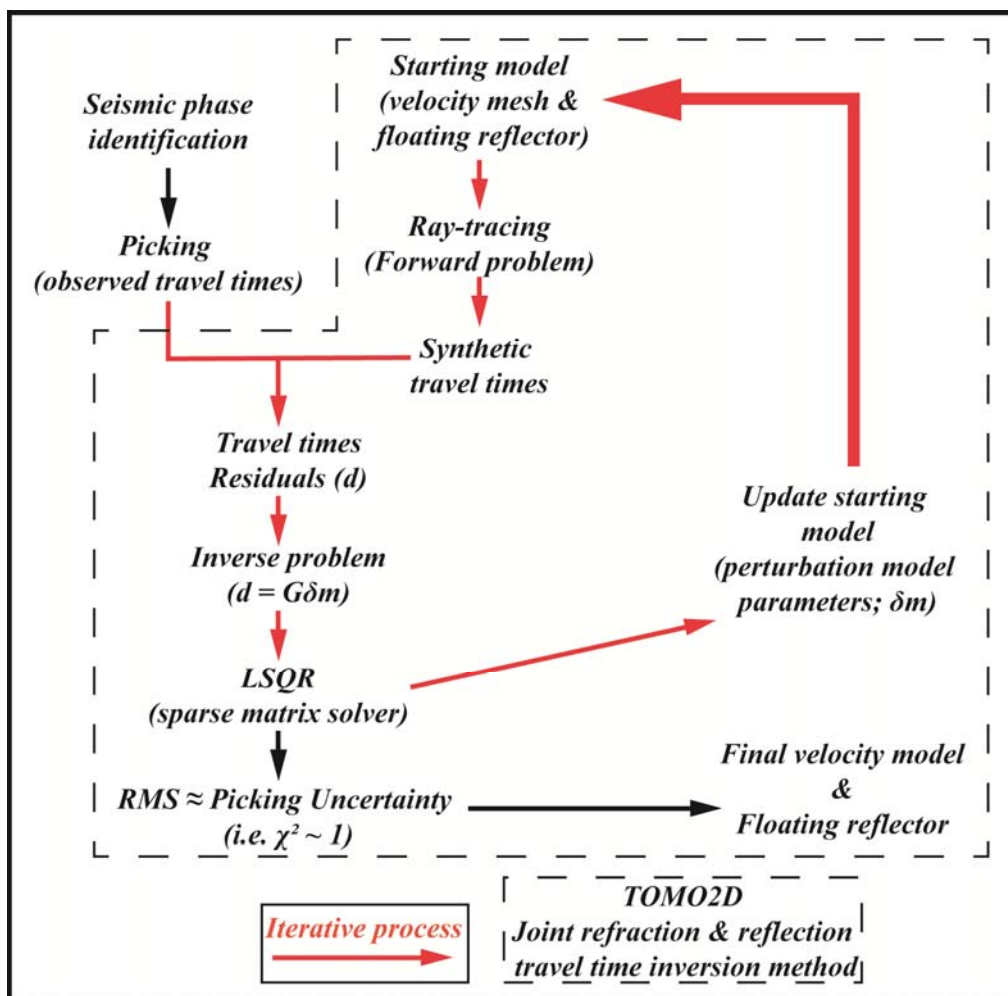 Seismic phase
identification
Picking
(observed travel times)
Starting model
(velocity mesh &
floating reflector)
Ray-tracing
(Forward problem)
Synthetic
travel times
Travel times
Residuals (d)
Inverse problem
(d = Gδm)
LSQR
(sparse matrix solver)
Update starting
model
(perturbation model
parameters; δm)
RMS ≈ Picking Uncertainty
(i.e. χ² ~ 1)
Final velocity model
&
Floating reflector
Iterative process
TOMO2D
Joint refraction & reflection
travel time inversion method